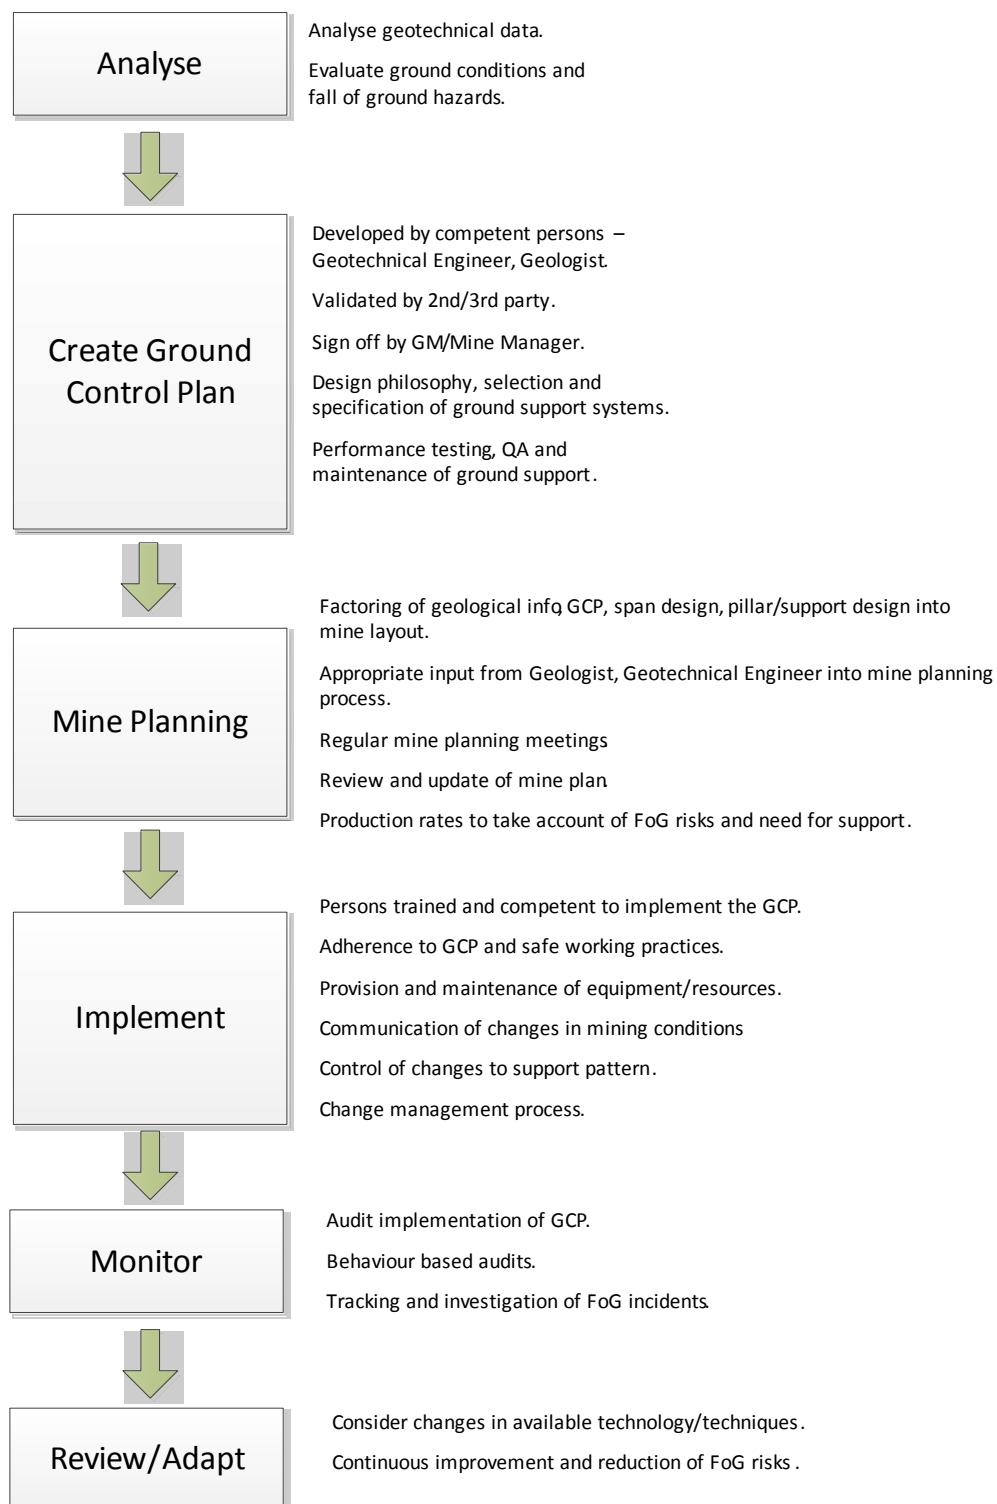 Analyse
Analyse geotechnical data.
Evaluate ground conditions and
fall of ground hazards.
Create Ground
Control Plan
Developed by competent persons –
Geotechnical Engineer, Geologist.
Validated by 2nd/3rd party.
Sign off by GM/Mine Manager.
Design philosophy, selection and
specification of ground support systems.
Performance testing, QA and
maintenance of ground support.
Mine Planning
Factoring of geological info, GCP, span design, pillar/support design into
mine layout.
Appropriate input from Geologist, Geotechnical Engineer into mine planning
process.
Regular mine planning meetings.
Review and update of mine plan.
Production rates to take account of FoG risks and need for support.
Implement
Persons trained and competent to implement the GCP.
Adherence to GCP and safe working practices.
Provision and maintenance of equipment/resources.
Communication of changes in mining conditions
Control of changes to support pattern.
Change management process.
Monitor
Audit implementation of GCP.
Behaviour based audits.
Tracking and investigation of FoG incidents.
Review/Adapt
Consider changes in available technology/techniques.
Continuous improvement and reduction of FoG risks.